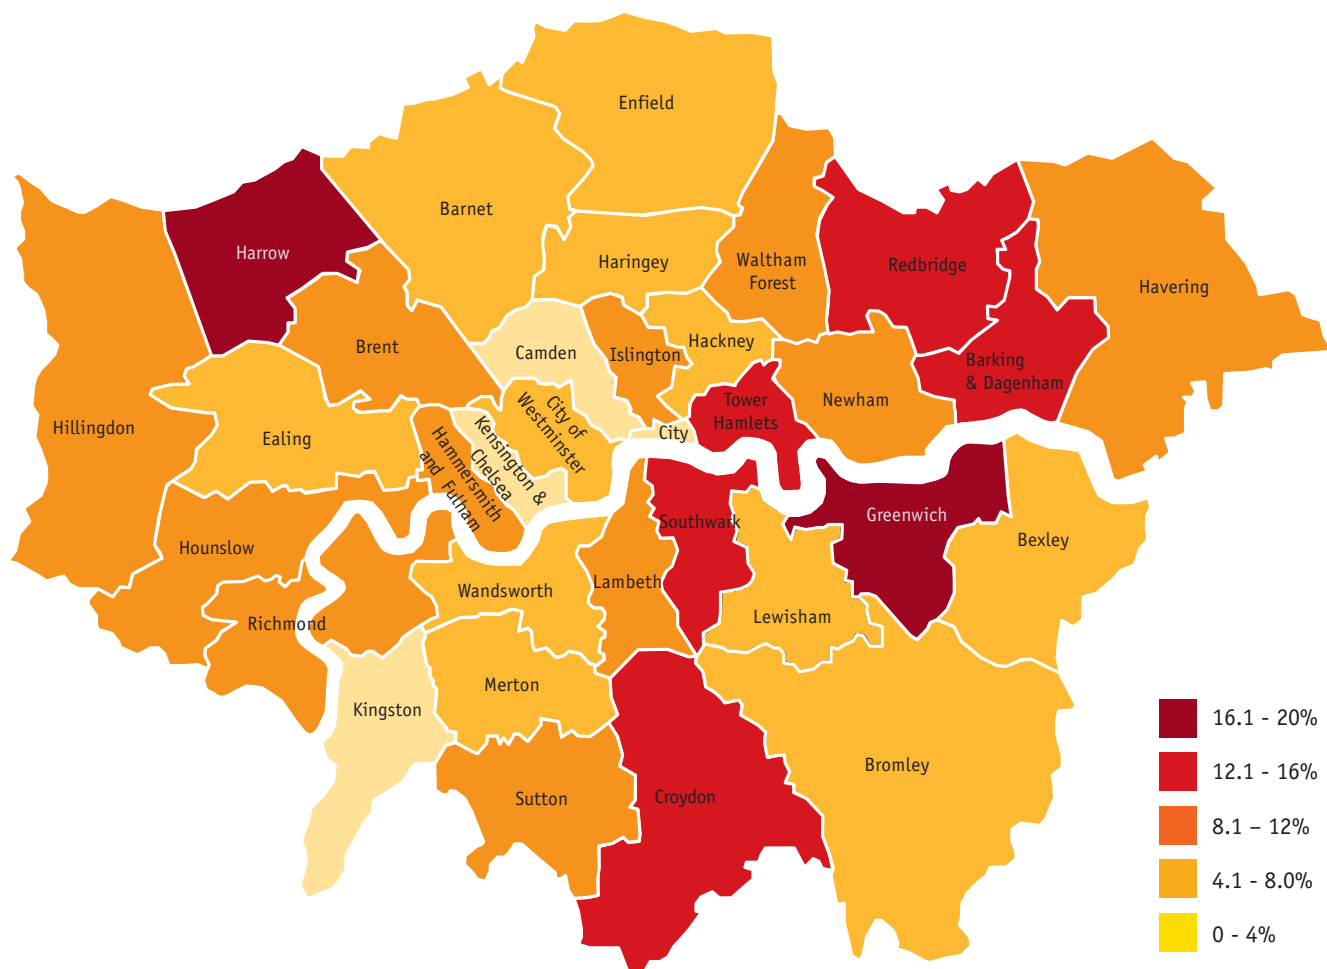 Enfield
Barnet
Harrow
Haringey
Waltham
Forest
Redbridge
Havering
Brent
Camden
Islington
Hackney
Barking
& Dagenham
Hillingdon
Ealing
Hammersmith
and Fulham
Kensington &
Chelsea
City of
Westminster
City
Tower
Hamlets
Newham
Hounslow
Richmond
Wandsworth
Lambeth
Southwark
Lewisham
Greenwich
Bexley
Kingston
Merton
Sutton
Croydon
Bromley
16.1 - 20%
12.1 - 16%
8.1 – 12%
4.1 - 8.0%
0 - 4%